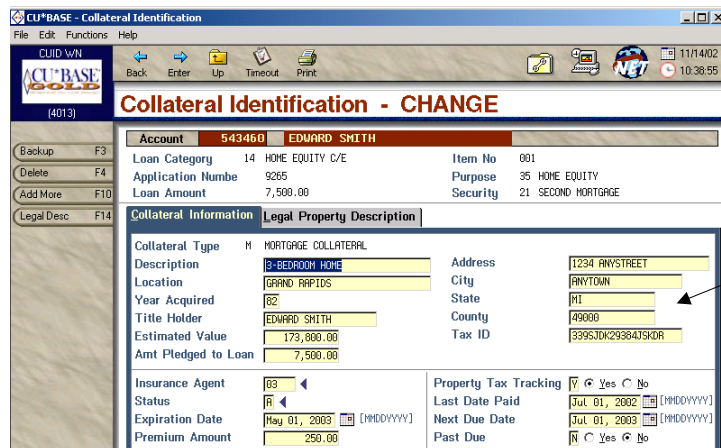 CU*BASE - Collateral Identification
File Edit Functions Help
CUID WN
CU*BASE
GOLD
(4013)
Back Enter Up Timeout Print
NET
11/14/02
10:38:55
Collateral Identification - CHANGE
Backup F3
Delete F4
Add More F10
Legal Desc F14
Account 543460 EDWARD SMITH
Loan Category 14 HOME EQUITY C/E Item No 001
Application Numbe 9265 Purpose 35 HOME EQUITY
Loan Amount 7,500.00 Security 21 SECOND MORTGAGE
Collateral Information Legal Property Description
Collateral Type M MORTGAGE COLLATERAL
Description 3-BEDROOM HOME Address 1234 ANYSTREET
Location GRAND RAPIDS City ANYTOWN
Year Acquired 82 State MI
Title Holder EDWARD SMITH County 49000
Estimated Value 173,800.00 Tax ID 339SJDK29384JSKDR
Amt Pledged to Loan 7,500.00
Insurance Agent 03 Property Tax Tracking Y Yes No
Status A Last Date Paid Jul 01, 2002 [MMDDYYYY]
Expiration Date May 01, 2003 [MMDDYYYY] Next Due Date Jul 01, 2003 [MMDDYYYY]
Premium Amount 250.00 Past Due N Yes No